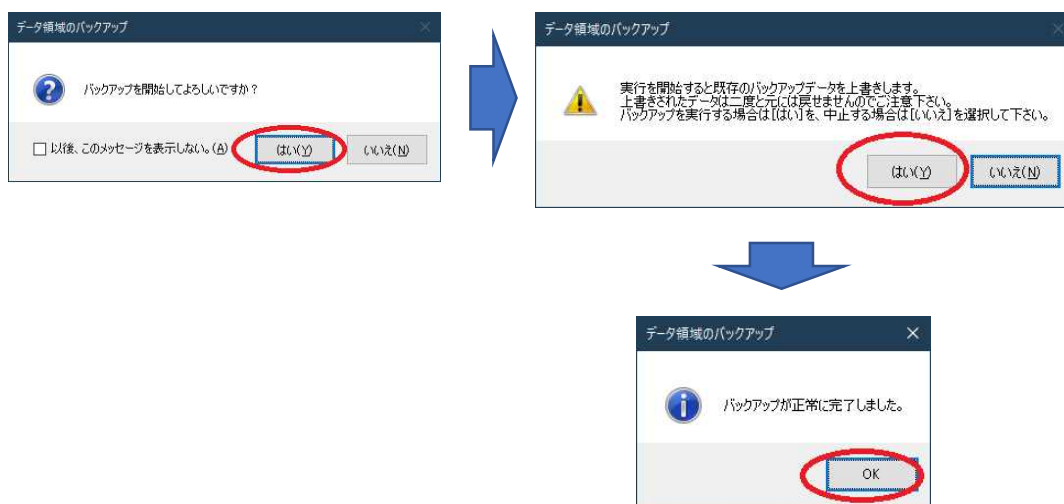 データ領域のバックアップ
バックアップを開始してよろしいですか？
以後、このメッセージを表示しない。(A)
はい(Y)
いいえ(N)
データ領域のバックアップ
実行を開始すると既存のバックアップデータを上書きします。
上書きされたデータは二度と元には戻せませんのでご注意下さい。
バックアップを実行する場合は[はい]を、中止する場合は[いいえ]を選択して下さい。
はい(Y)
いいえ(N)
データ領域のバックアップ
バックアップが正常に完了しました。
OK